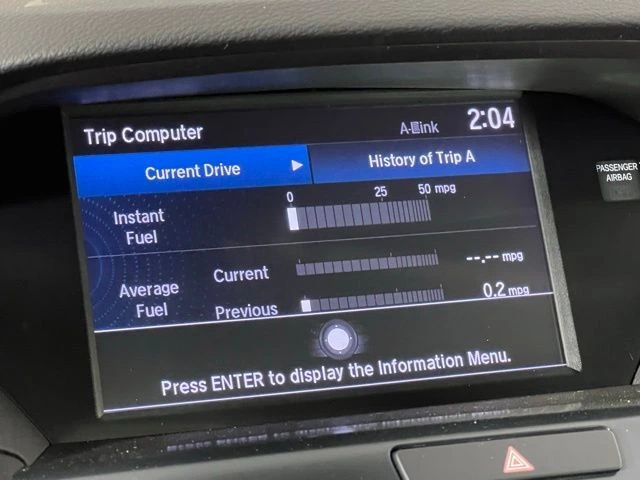 Trip Computer
2:04
Current Drive
History of Trip A
0 25 50 mpg
Instant
Fuel
Average
Fuel
Current
--.-- mpg
Previous
0.2 mpg
Press ENTER to display the Information Menu.
PASSENGER
AIRBAG